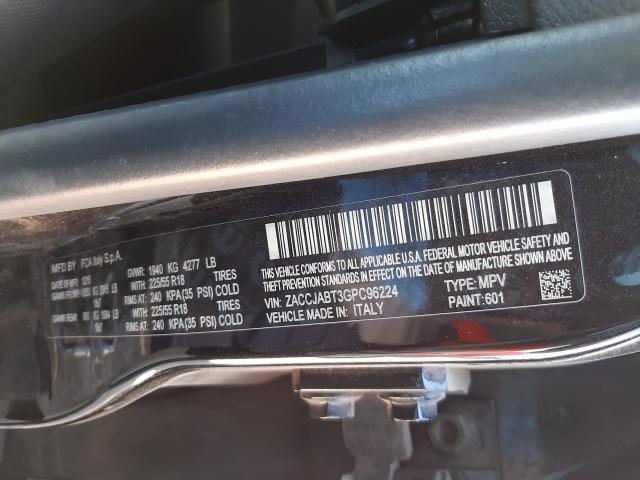 MFD BY FCA Italy S.p.A.
GVWR: 1940 KG 4277 LB
225/55 R18 TIRES
RIMS AT: 240 KPA(35 PSI) COLD
225/55 R18 TIRES
RIMS AT: 240 KPA(35 PSI) COLD
THIS VEHICLE CONFORMS TO ALL APPLICABLE U.S.A. FEDERAL MOTOR VEHICLE SAFETY
BUMPER, AND THEFT PREVENTION STANDARDS IN EFFECT ON THE DATE OF MANUFACTURE SHOWN ABOVE
VIN: ZACCJABT3GPC96224 TYPE: MPV
VEHICLE MADE IN: ITALY PAINT: 601